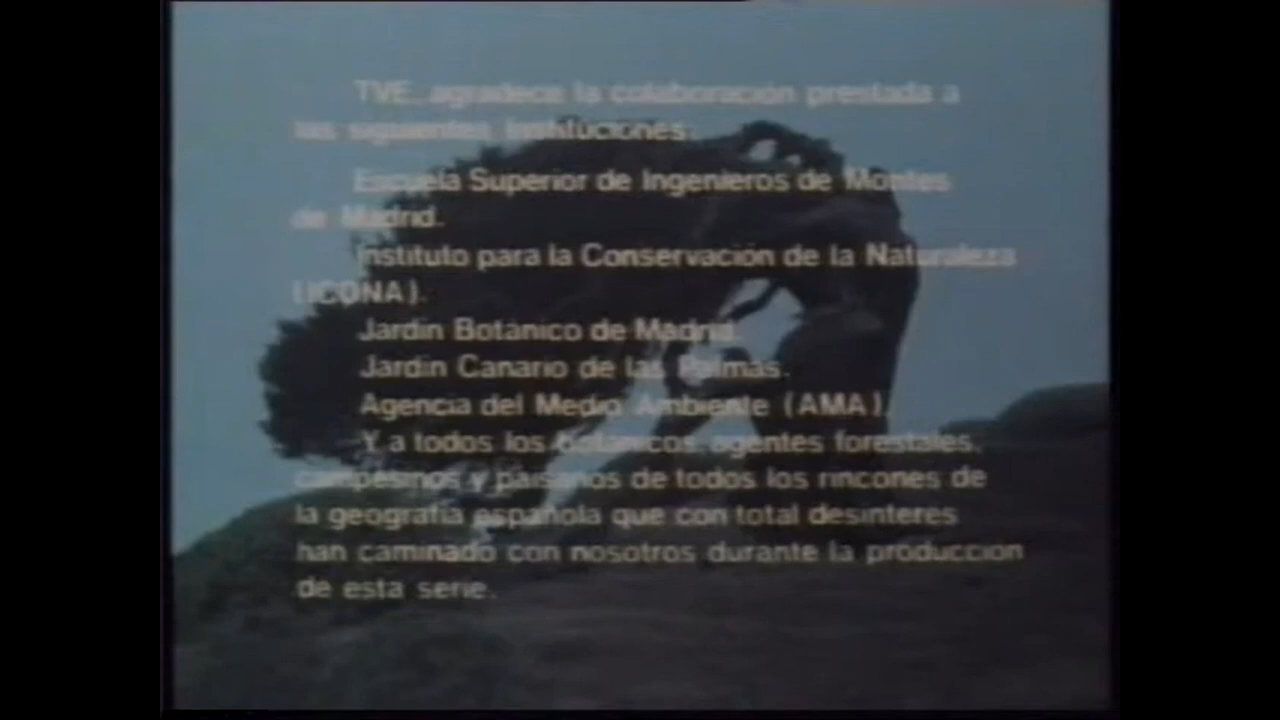 TVE. agradece la colaboración prestada a
las siguientes Instituciones:
Escuela Superior de Ingenieros de Montes
de Madrid.
Instituto para la Conservación de la Naturaleza
(ICONA).
Jardín Botánico de Madrid.
Jardín Canario de las Palmas.
Agencia del Medio Ambiente (AMA).
Y a todos los botánicos, agentes forestales,
campesinos y paisanos de todos los rincones de
la geografía española que con total desinteres
han caminado con nosotros durante la producción
de esta serie.